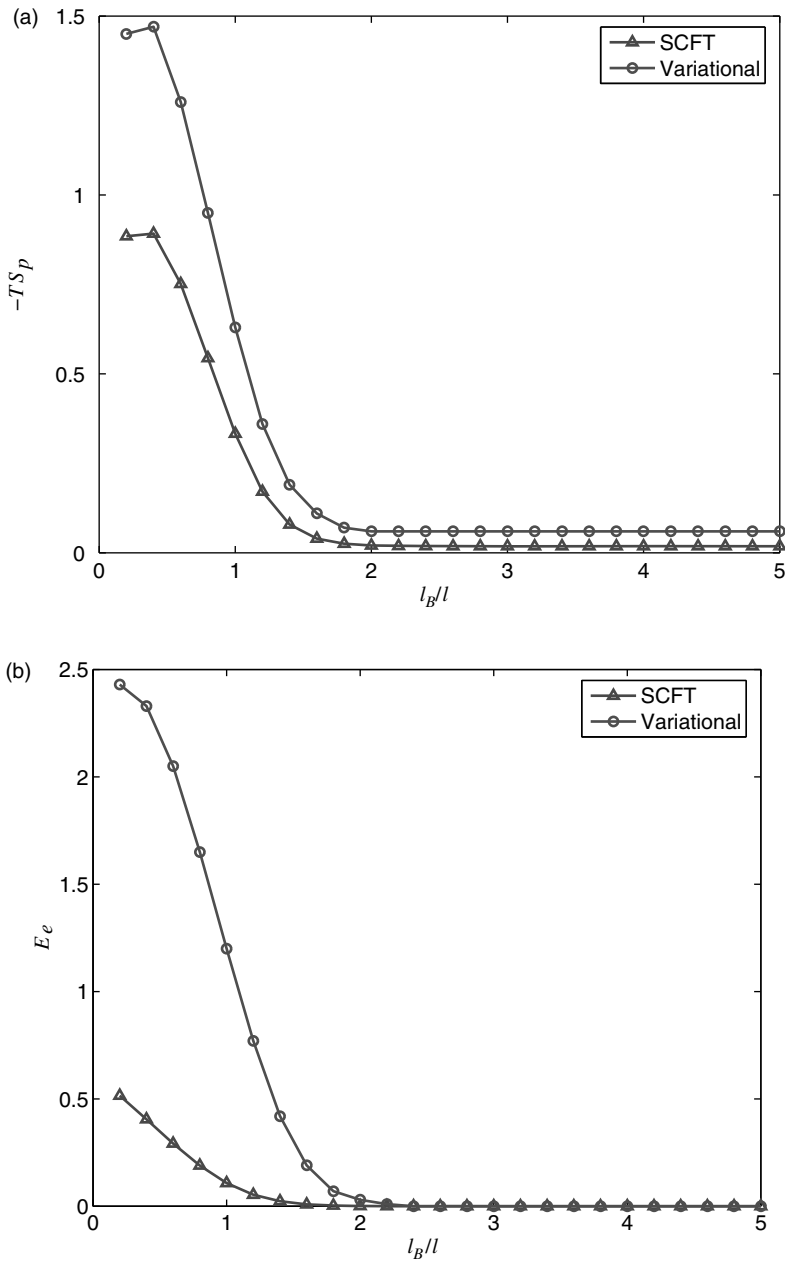 (a)
1.5
1
0.5
0
−TS_p
SCFT
Variational
0 1 2 3 4 5
l_B/l
(b)
2.5
2
1.5
1
0.5
0
E_e
SCFT
Variational
0 1 2 3 4 5
l_B/l